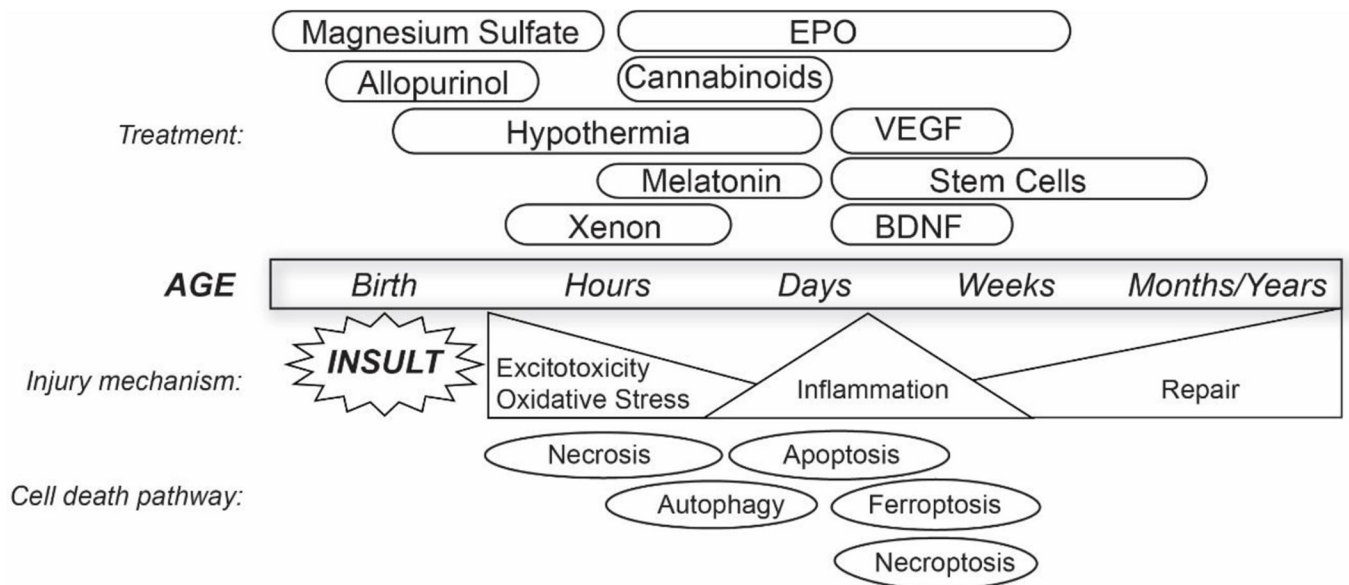 Magnesium Sulfate
EPO
Allopurinol
Cannabinoids
Treatment:
Hypothermia
VEGF
Melatonin
Stem Cells
Xenon
BDNF
AGE
Birth
Hours
Days
Weeks
Months/Years
Injury mechanism:
INSULT
Excitotoxicity
Oxidative Stress
Inflammation
Repair
Cell death pathway:
Necrosis
Apoptosis
Autophagy
Ferroptosis
Necroptosis